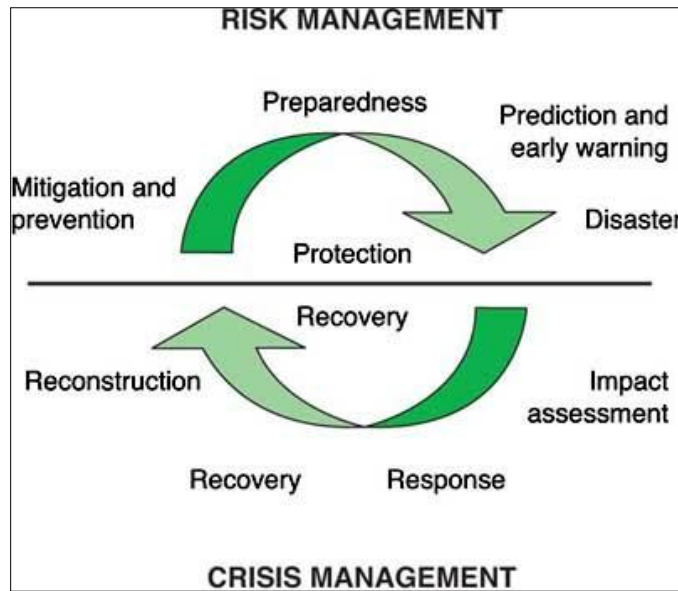 RISK MANAGEMENT
Preparedness
Prediction and
early warning
Mitigation and
prevention
Disaster
Protection
Recovery
Reconstruction
Impact
assessment
Recovery
Response
CRISIS MANAGEMENT